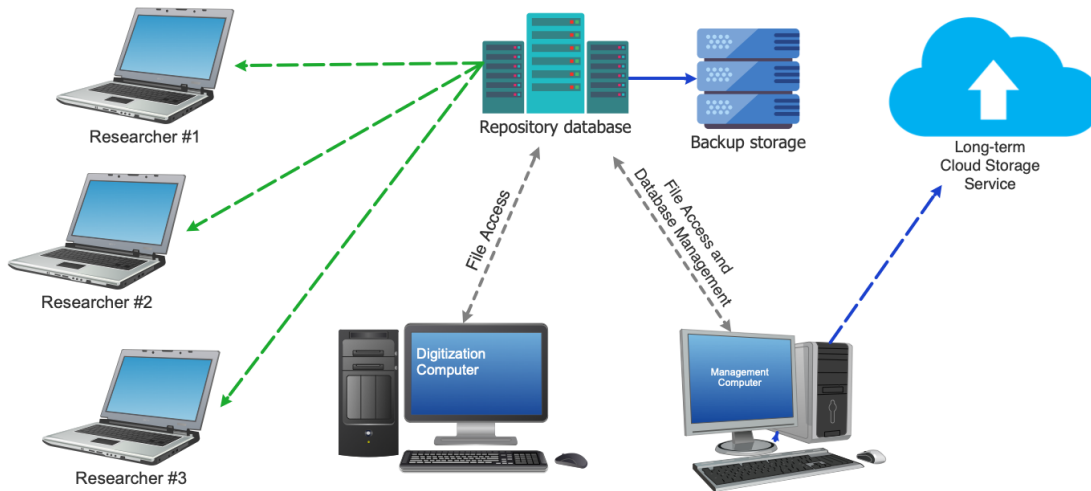 Researcher #1
Repository database
Backup storage
Long-term
Cloud Storage
Service
Researcher #2
File Access
File Access and
Database Management
Researcher #3
Digitization
Computer
Management
Computer